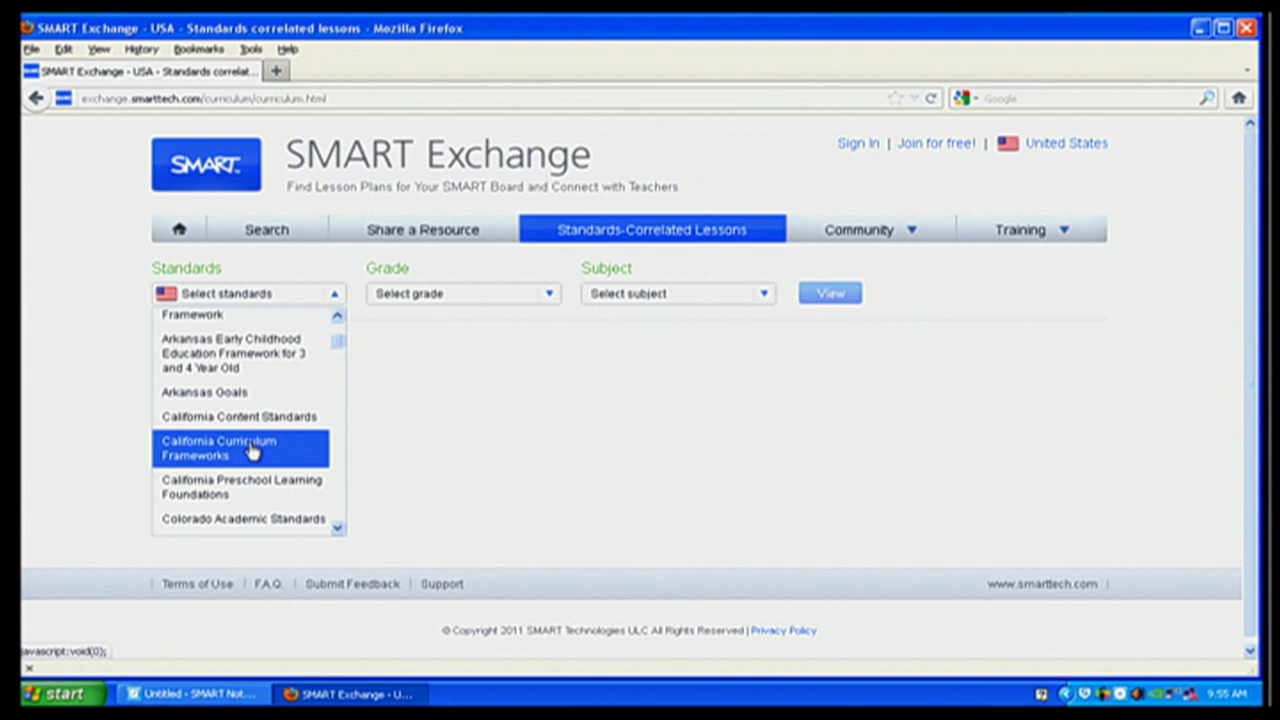 SMART Exchange - USA - Standards correlated lessons - Mozilla Firefox
File Edit View History Bookmarks Tools Help
SMART Exchange - USA - Standards correlat...
exchange.smarttech.com/curriculum/curriculum.html
Google
SMART
SMART Exchange
Find Lesson Plans for Your SMART Board and Connect with Teachers
Sign In | Join for free! | United States
Search Share a Resource Standards-Correlated Lessons Community Training
Standards Grade Subject
Select standards Select grade Select subject View
Framework
Arkansas Early Childhood
Education Framework for 3
and 4 Year Old
Arkansas Goals
California Content Standards
California Curriculum
Frameworks
California Preschool Learning
Foundations
Colorado Academic Standards
| Terms of Use | F.A.Q. | Submit Feedback | Support
www.smarttech.com |
© Copyright 2011 SMART Technologies ULC All Rights Reserved | Privacy Policy
javascript:void(0);
start Untitled - SMART Not... SMART Exchange - U... 9:55 AM